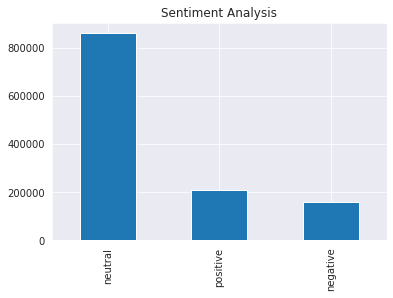 Sentiment Analysis
800000
600000
400000
200000
0
neutral
positive
negative